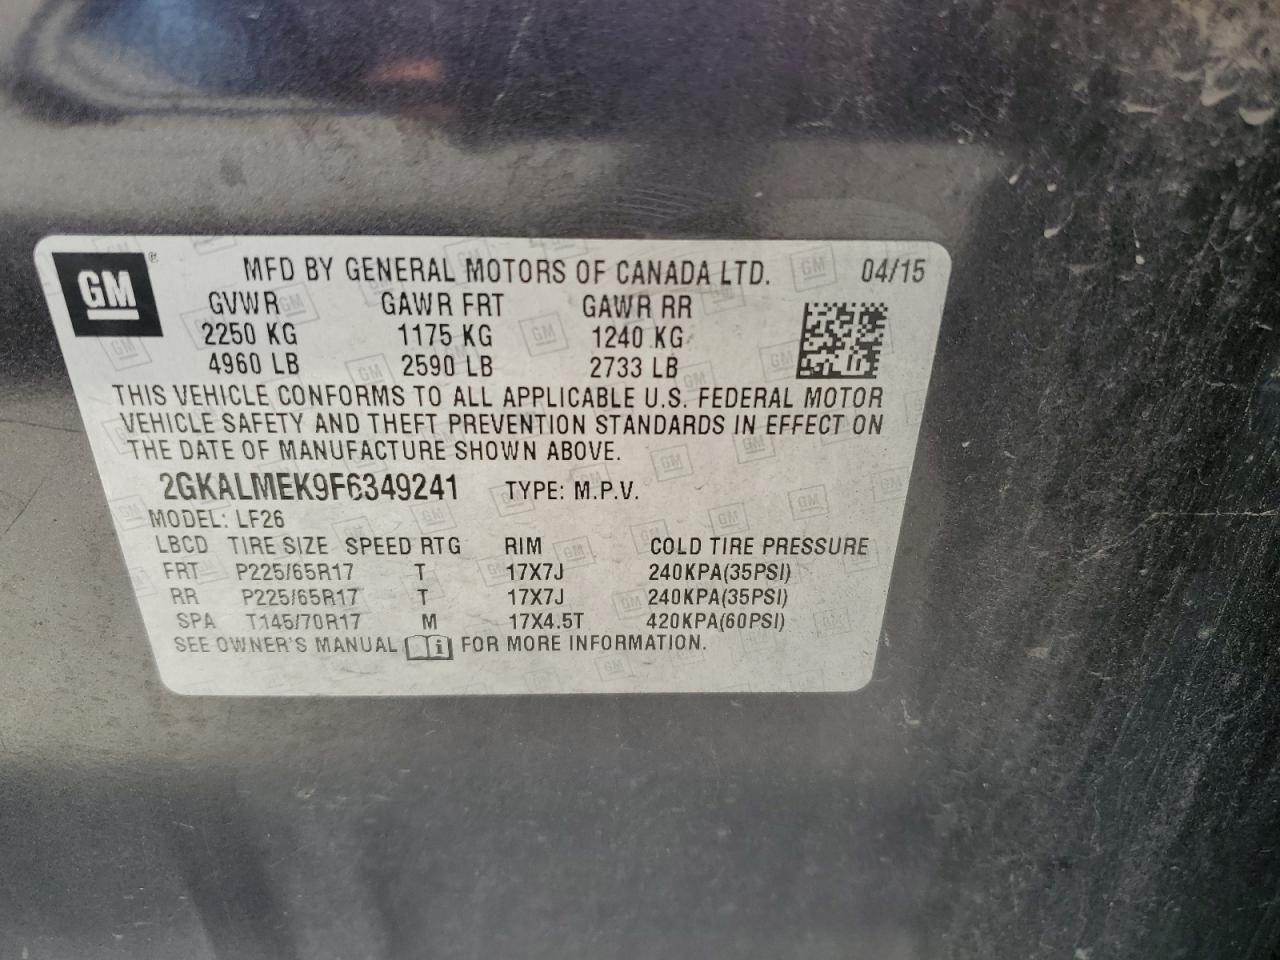 GM ® MFD BY GENERAL MOTORS OF CANADA LTD. 04/15
GVWR GAWR FRT GAWR RR
2250 KG 1175 KG 1240 KG
4960 LB 2590 LB 2733 LB
THIS VEHICLE CONFORMS TO ALL APPLICABLE U.S. FEDERAL MOTOR
VEHICLE SAFETY AND THEFT PREVENTION STANDARDS IN EFFECT ON
THE DATE OF MANUFACTURE SHOWN ABOVE.
2GKALMEK9F6349241 TYPE: M.P.V.
MODEL: LF26
LBCD TIRE SIZE SPEED RTG RIM COLD TIRE PRESSURE
FRT P225/65R17 T 17X7J 240KPA(35PSI)
RR P225/65R17 T 17X7J 240KPA(35PSI)
SPA T145/70R17 M 17X4.5T 420KPA(60PSI)
SEE OWNER'S MANUAL i FOR MORE INFORMATION.